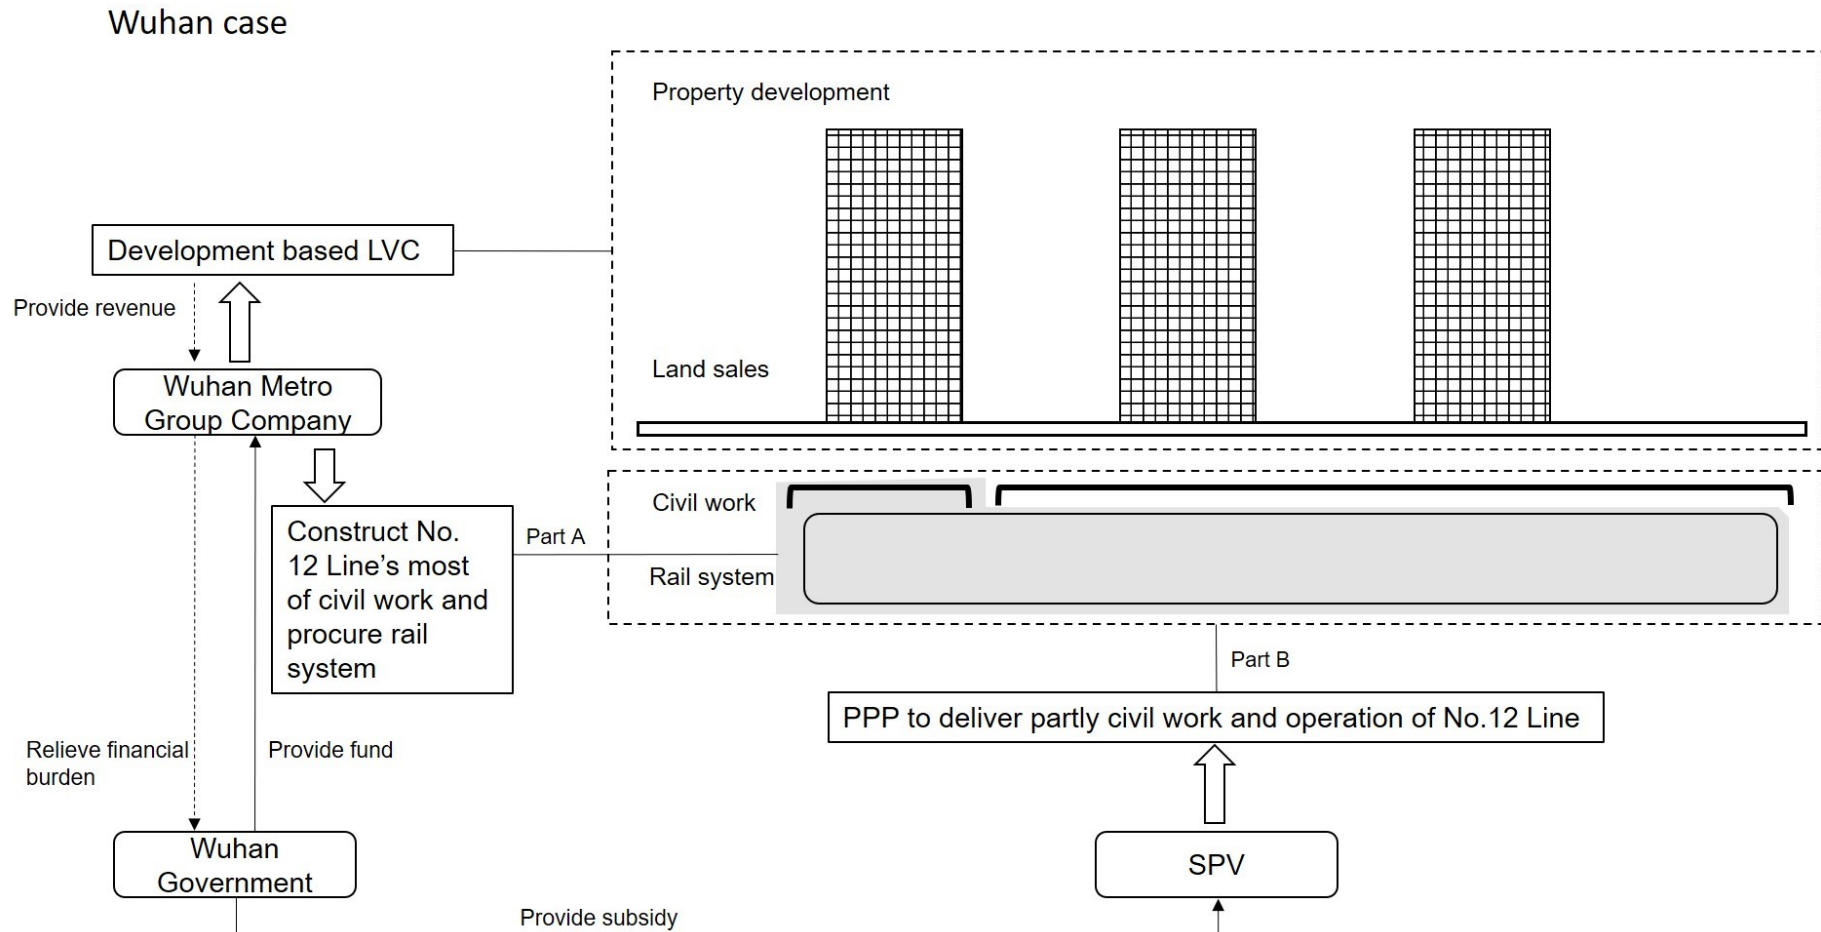 Wuhan case
Property development
Development based LVC
Provide revenue
Land sales
Wuhan Metro
Group Company
Civil work
Construct No.
12 Line’s most
of civil work and
procure rail
system
Part A
Rail system
Part B
PPP to deliver partly civil work and operation of No.12 Line
Relieve financial
burden
Provide fund
Wuhan
Government
SPV
Provide subsidy